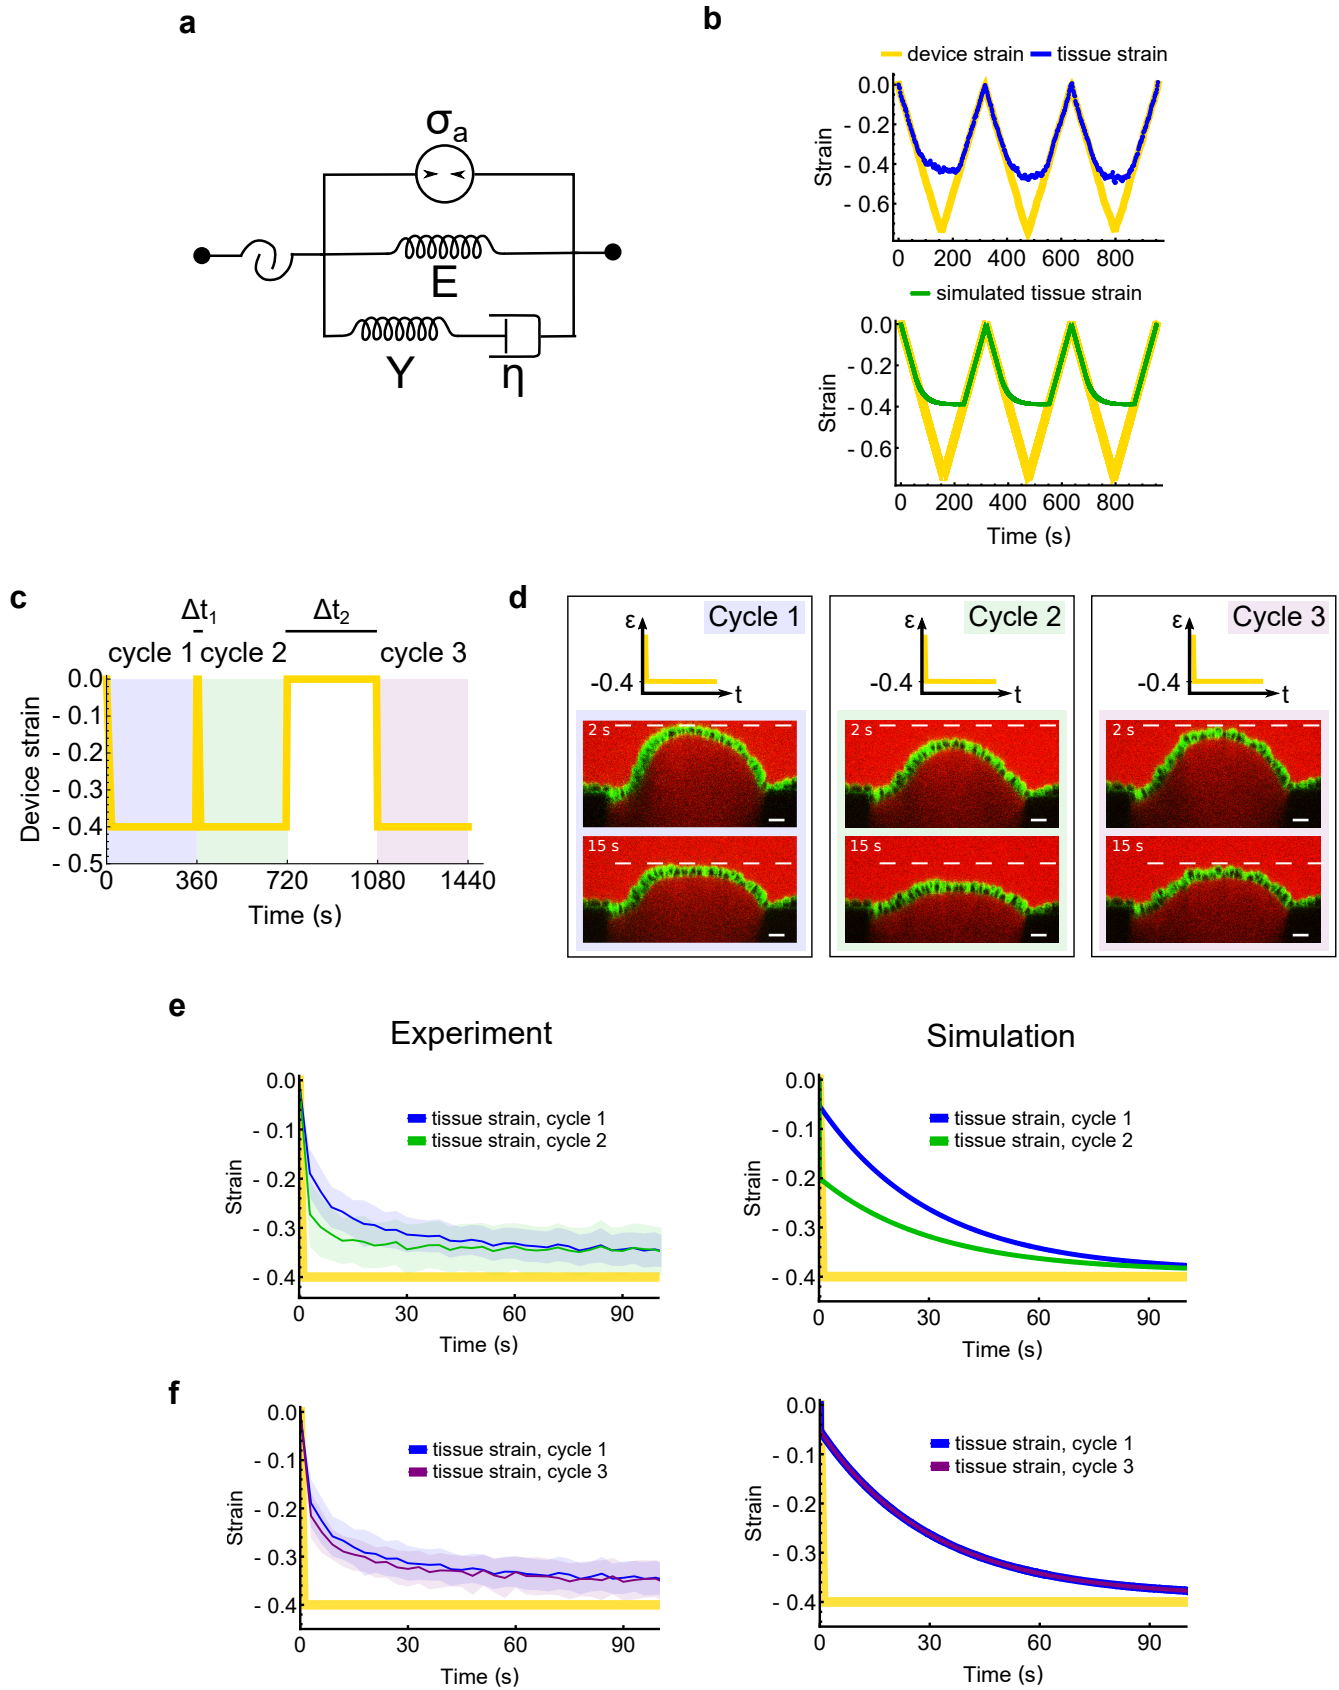 a
σa
E
Y
η
b
device strain tissue strain
0.0
- 0.2
- 0.4
- 0.6
Strain
0 200 400 600 800
simulated tissue strain
0.0
- 0.2
- 0.4
- 0.6
Strain
0 200 400 600 800
Time (s)
c
Δt1 Δt2
cycle 1 cycle 2 cycle 3
0.0
- 0.1
- 0.2
- 0.3
- 0.4
- 0.5
Device strain
0 360 720 1080 1440
Time (s)
d
Cycle 1
ε
-0.4
t
2 s
15 s
Cycle 2
ε
-0.4
t
2 s
15 s
Cycle 3
ε
-0.4
t
2 s
15 s
e
Experiment
0.0
- 0.1
- 0.2
- 0.3
- 0.4
Strain
tissue strain, cycle 1
tissue strain, cycle 2
0 30 60 90
Time (s)
Simulation
0.0
- 0.1
- 0.2
- 0.3
- 0.4
Strain
tissue strain, cycle 1
tissue strain, cycle 2
0 30 60 90
Time (s)
f
0.0
- 0.1
- 0.2
- 0.3
- 0.4
Strain
tissue strain, cycle 1
tissue strain, cycle 3
0 30 60 90
Time (s)
0.0
- 0.1
- 0.2
- 0.3
- 0.4
Strain
tissue strain, cycle 1
tissue strain, cycle 3
0 30 60 90
Time (s)